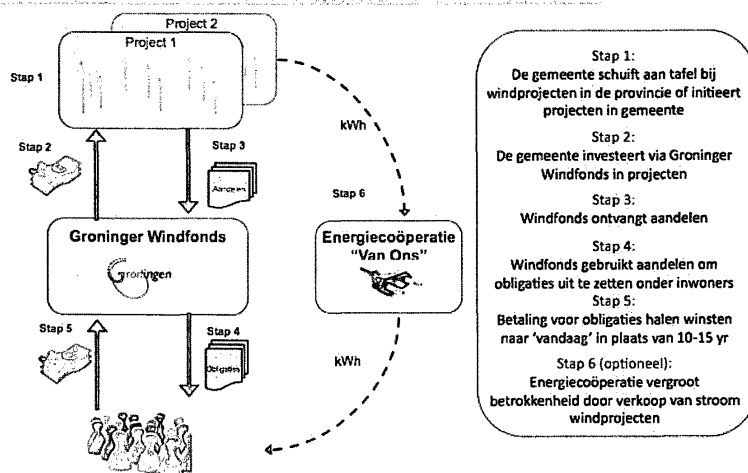 Project 2
Project 1
Stap 1
Stap 2
Stap 3
Aandelen
kWh
Stap 6
Groninger Windfonds
Groningen
Energiecoöperatie
"Van Ons"
Stap 5
Stap 4
Obligaties
kWh
Stap 1:
De gemeente schuift aan tafel bij
windprojecten in de provincie of initieert
projecten in gemeente
Stap 2:
De gemeente investeert via Groninger
Windfonds in projecten
Stap 3:
Windfonds ontvangt aandelen
Stap 4:
Windfonds gebruikt aandelen om
obligaties uit te zetten onder inwoners
Stap 5:
Betaling voor obligaties halen winsten
naar 'vandaag' in plaats van 10-15 yr
Stap 6 (optioneel):
Energiecoöperatie vergroot
betrokkenheid door verkoop van stroom
windprojecten